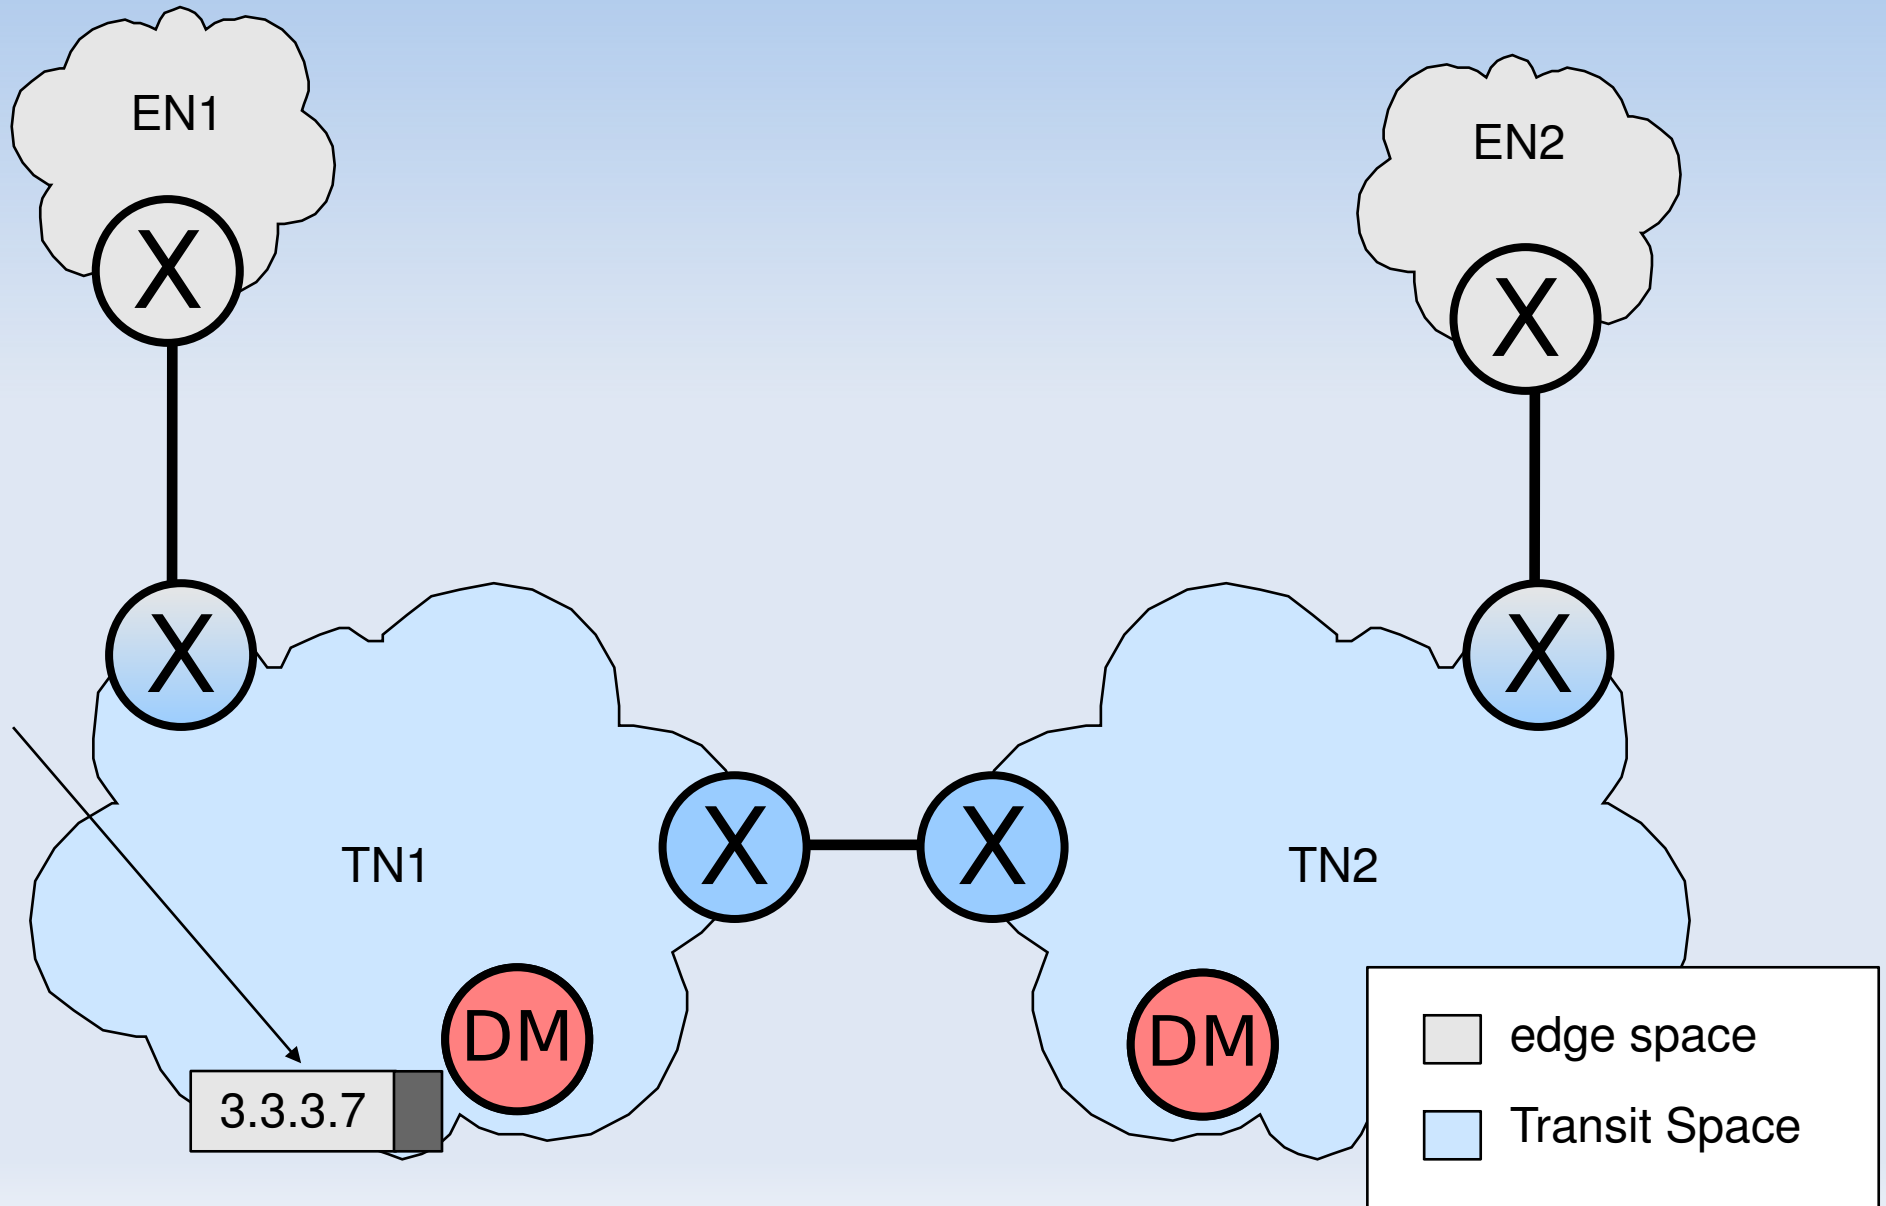 EN1
EN2
X
X
X
X
X
X
TN1
TN2
DM
DM
3.3.3.7
edge space
Transit Space